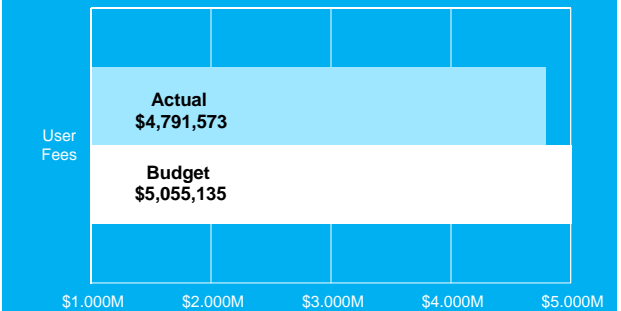 Actual
$4,791,573
User
Fees
Budget
$5,055,135
$1.000M $2.000M $3.000M $4.000M $5.000M